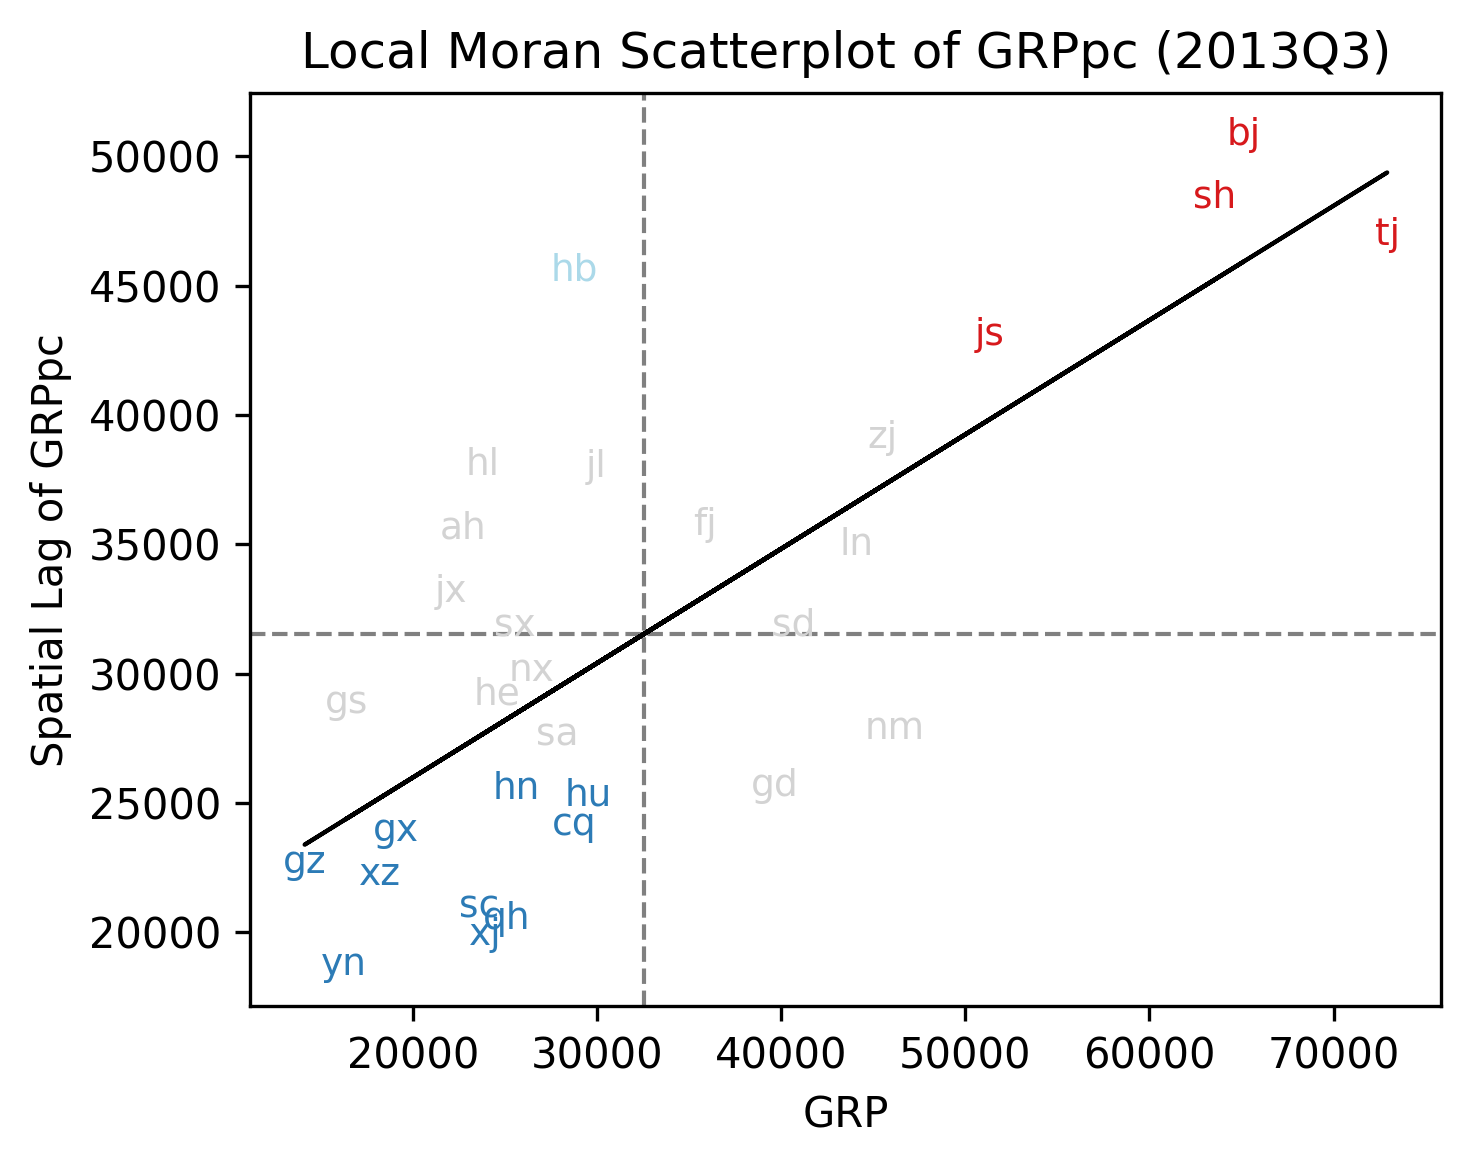 Local Moran Scatterplot of GRPpc (2013Q3)
Spatial Lag of GRPpc
50000
45000
40000
35000
30000
25000
20000
bj
sh
tj
hb
js
zj
hl
jl
fj
ah
ln
jx
sx
sd
nx
he
gs
sa
nm
gd
hn
hu
cq
gx
gz
xz
sc
qh
xj
yn
20000 30000 40000 50000 60000 70000
GRP